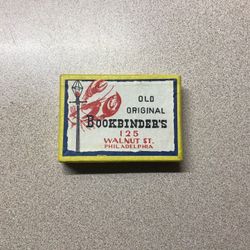 OLD
ORIGINAL
BOOKBINDER'S
125
WALNUT ST.
PHILADELPHIA